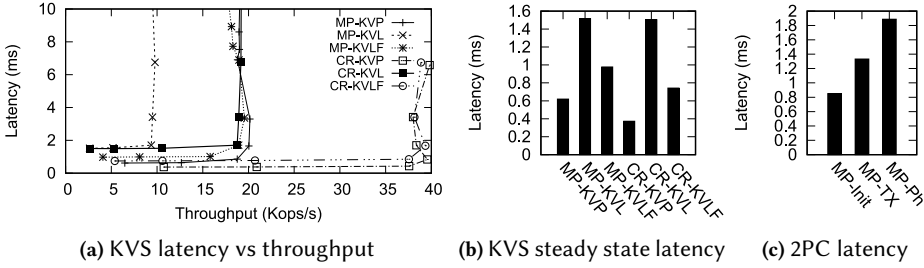 10
8
6
4
2
0
Latency (ms)
MP-KVP
MP-KVL
MP-KVLF
CR-KVP
CR-KVL
CR-KVLF
0 5 10 15 20 25 30 35 40
Throughput (Kops/s)
(a) KVS latency vs throughput
1.6
1.4
1.2
1
0.8
0.6
0.4
0.2
0
Latency (ms)
MP-KVP
MP-KVL
MP-KVLF
CR-KVP
CR-KVL
CR-KVLF
(b) KVS steady state latency
2
1.8
1.6
1.4
1.2
1
0.8
0.6
0.4
0.2
0
Latency (ms)
MP-Init
MP-TX
MP-Ph
(c) 2PC latency